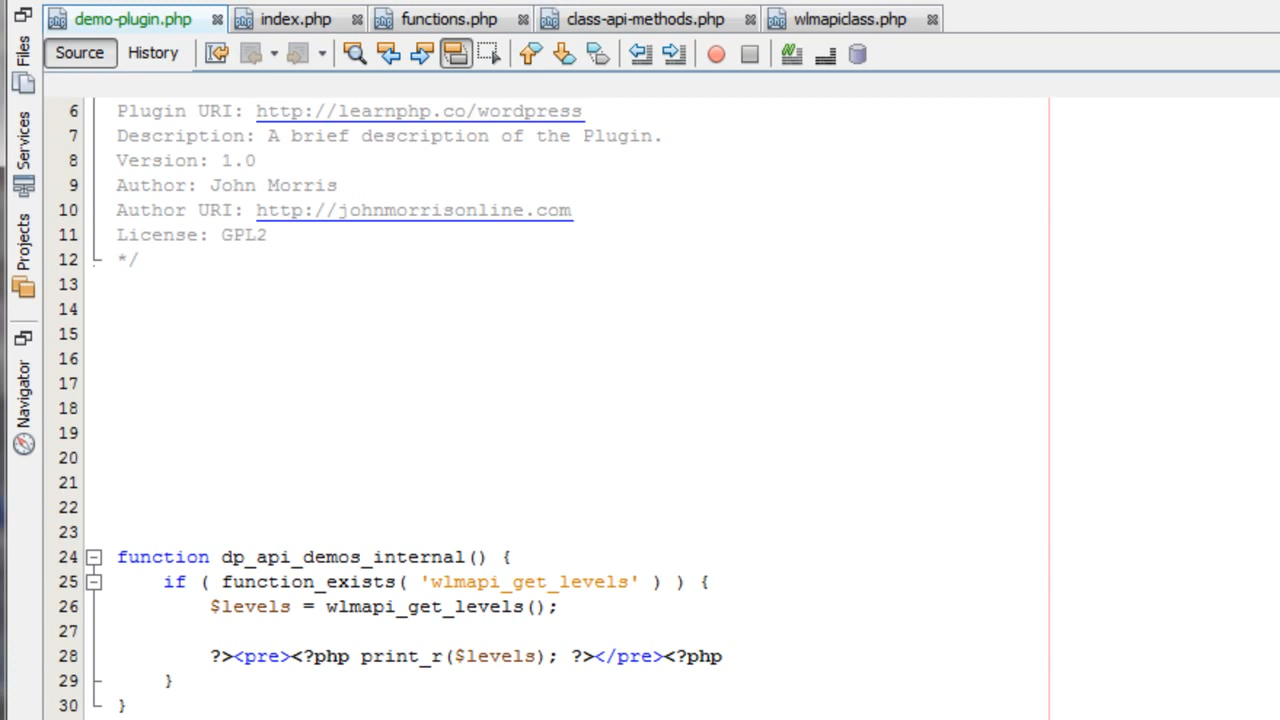 demo-plugin.php index.php functions.php class-api-methods.php wlmapiclass.php
Source History
Files
Services
Projects
Navigator
6 Plugin URI: http://learnphp.co/wordpress
7 Description: A brief description of the Plugin.
8 Version: 1.0
9 Author: John Morris
10 Author URI: http://johnmorrisonline.com
11 License: GPL2
12 */
13
14
15
16
17
18
19
20
21
22
23
24 function dp_api_demos_internal() {
25 if ( function_exists( 'wlmapi_get_levels' ) ) {
26 $levels = wlmapi_get_levels();
27
28 ?><pre><?php print_r($levels); ?></pre><?php
29 }
30 }